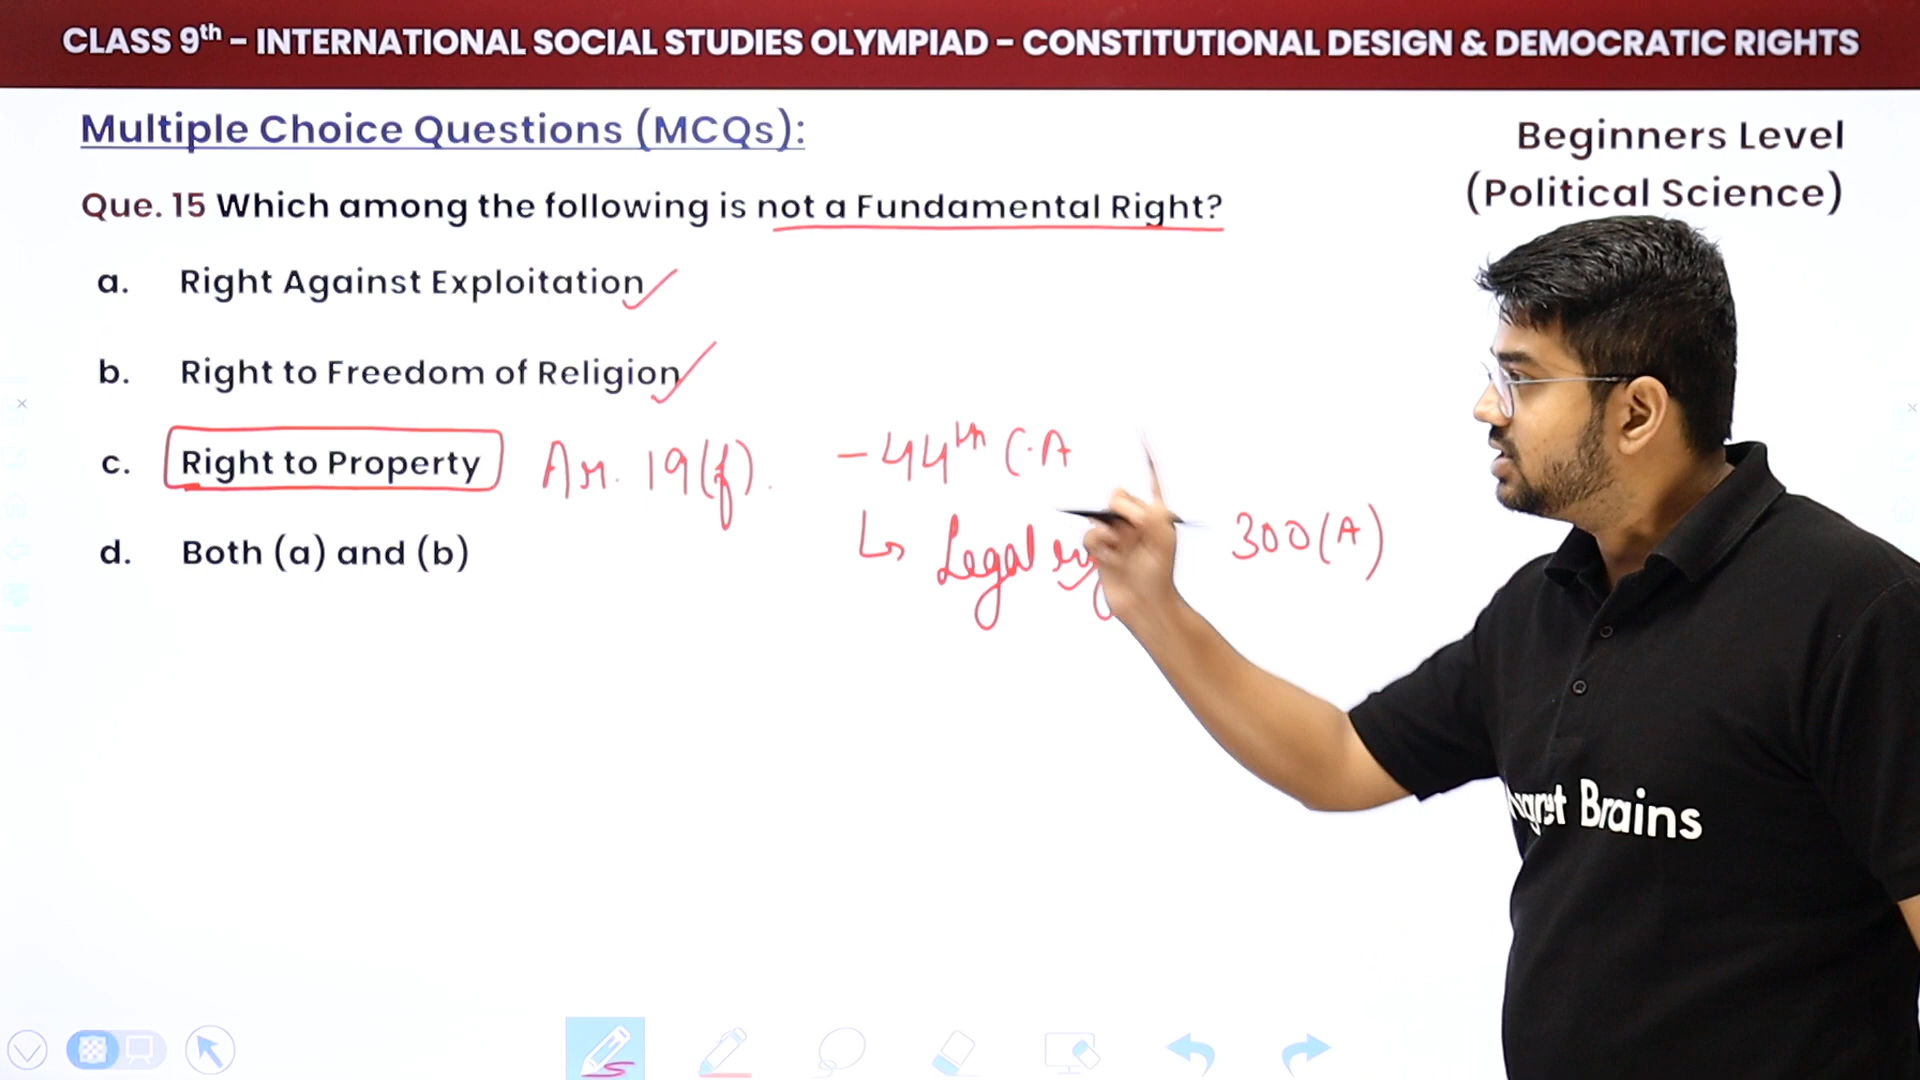 CLASS 9th – INTERNATIONAL SOCIAL STUDIES OLYMPIAD – CONSTITUTIONAL DESIGN & DEMOCRATIC RIGHTS
Multiple Choice Questions (MCQs):
Beginners Level
(Political Science)
Que. 15 Which among the following is not a Fundamental Right?
a. Right Against Exploitation
b. Right to Freedom of Religion
c. Right to Property Ar. 19(f). – 44th C.A
Legal 300(A)
d. Both (a) and (b)
Brains